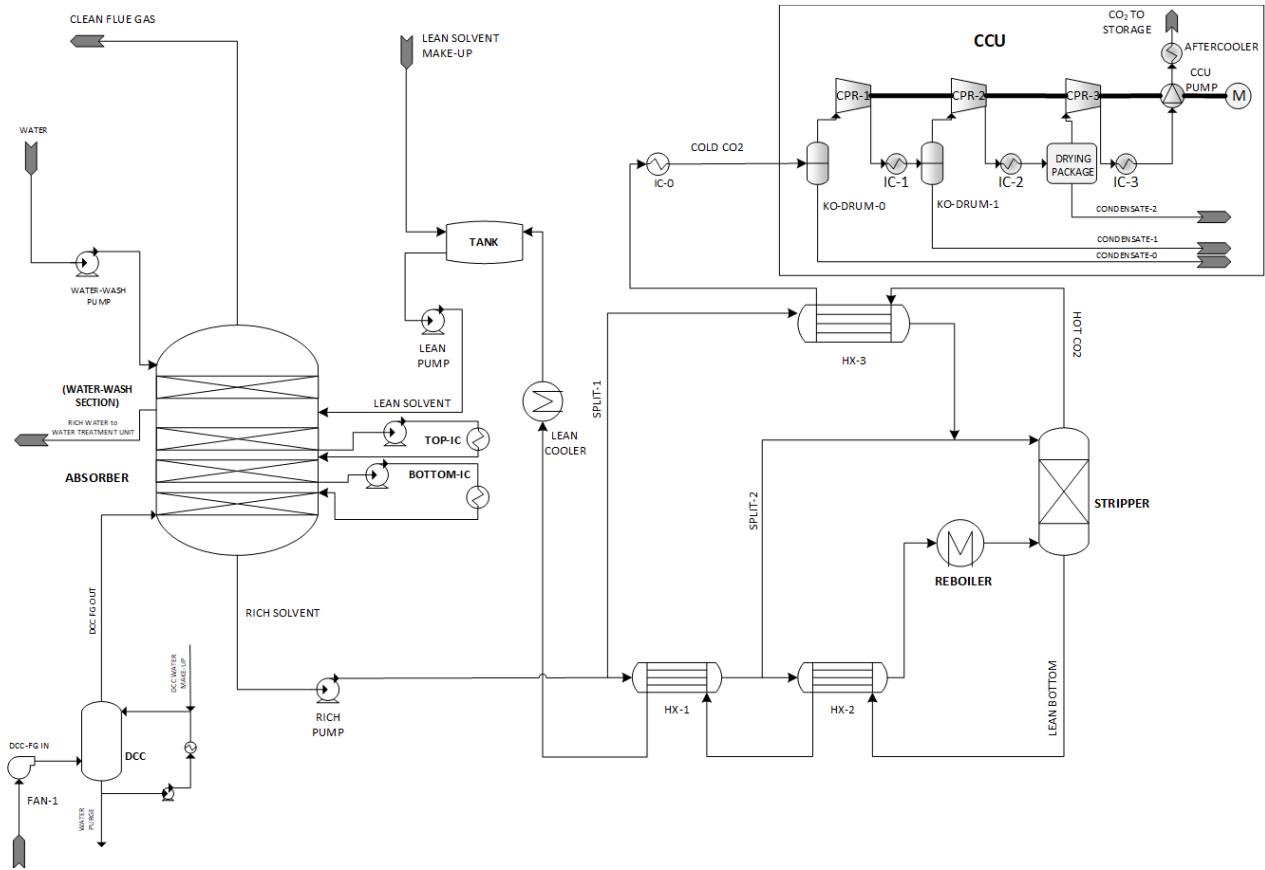 CLEAN FLUE GAS
LEAN SOLVENT
MAKE-UP
CO₂ TO
STORAGE
CCU
AFTERCOOLER
CCU
PUMP
CPR-1
CPR-2
CPR-3
M
WATER
COLD CO2
IC-0
IC-1
IC-2
DRYING
PACKAGE
IC-3
KO-DRUM-0
KO-DRUM-1
CONDENSATE-2
CONDENSATE-1
CONDENSATE-0
TANK
WATER-WASH
PUMP
LEAN
PUMP
HX-3
HOT CO2
(WATER-WASH
SECTION)
LEAN SOLVENT
SPLIT-1
RICH WATER to
WATER TREATMENT UNIT
TOP-IC
LEAN
COOLER
ABSORBER
BOTTOM-IC
SPLIT-2
STRIPPER
REBOILER
DCC FG OUT
RICH SOLVENT
DCC WATER
MAKE-UP
RICH
PUMP
HX-1
HX-2
LEAN BOTTOM
DCC-FG IN
DCC
FAN-1
WATER
PURGE